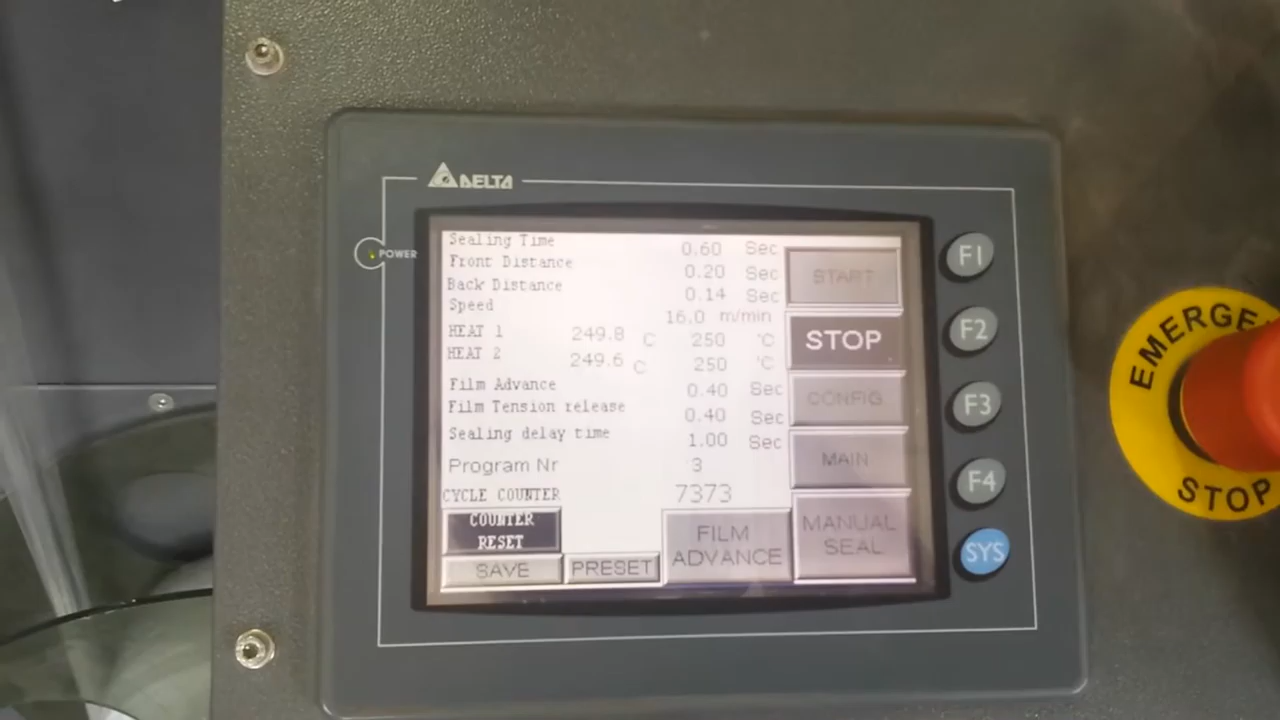 DELTA
POWER
Sealing Time 0.60 Sec
Front Distance 0.20 Sec
Back Distance 0.14 Sec
Speed 16,0 m/min
HEAT 1 249.8 C 250 °C
HEAT 2 249.6 C 250 °C
Film Advance 0.40 Sec
Film Tension release 0.40 Sec
Sealing delay time 1.00 Sec
Program Nr 3
CYCLE COUNTER 7373
COUNTER
RESET
SAVE
PRESET
FILM
ADVANCE
START
STOP
CONFIG
MAIN
MANUAL
SEAL
F1
F2
F3
F4
SYS
EMERGE
STOP